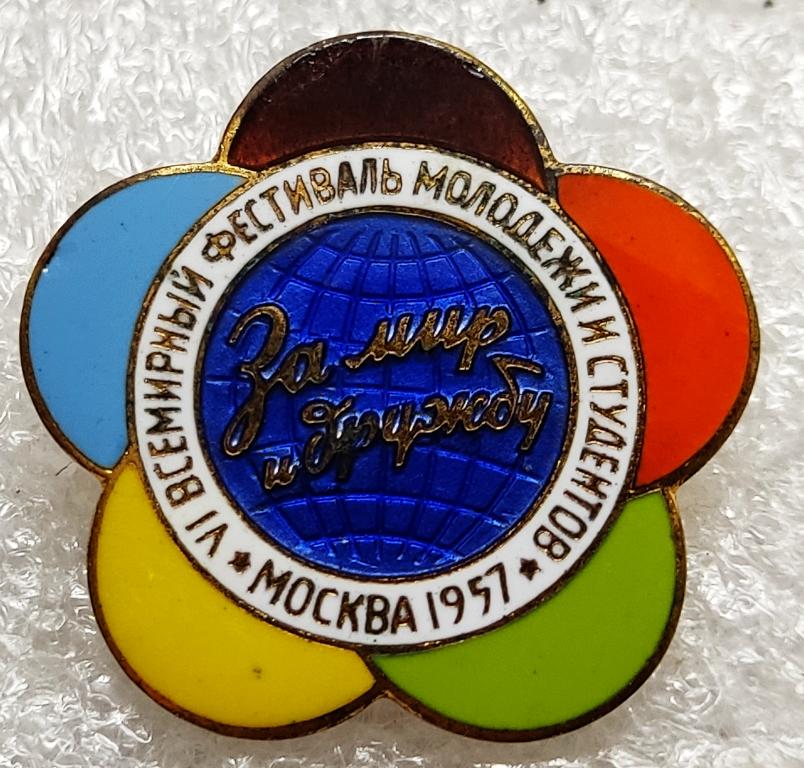 VI ВСЕМИРНЫЙ ФЕСТИВАЛЬ МОЛОДЕЖИ И СТУДЕНТОВ
За мир
и дружбу
★ МОСКВА 1957 ★